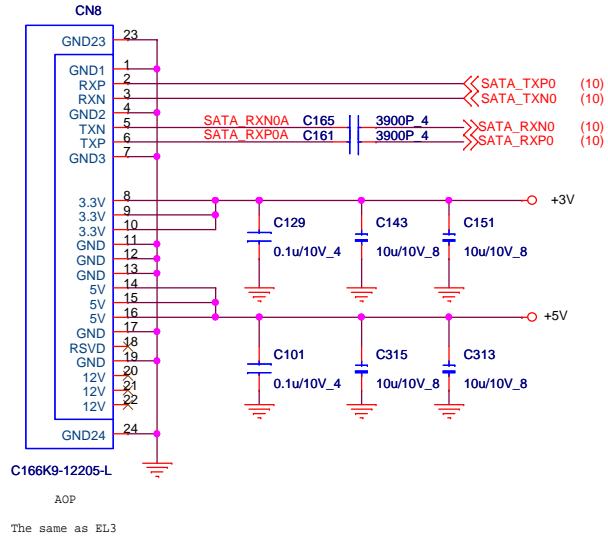 CN8
GND23 23
GND1 1
RXP 2 SATA_TXP0 (10)
RXN 3 SATA_TXN0 (10)
GND2 4
TXN 5 SATA_RXN0A C165 3900P_4 SATA_RXN0 (10)
TXP 6 SATA_RXP0A C161 3900P_4 SATA_RXP0 (10)
GND3 7
3.3V 8 +3V
3.3V 9
3.3V 10
GND 11
GND 12
GND 13
C129 C143 C151
0.1u/10V_4 10u/10V_8 10u/10V_8
5V 14
5V 15
5V 16 +5V
GND 17
RSVD 18
GND 19
12V 20
12V 21
12V 22
C101 C315 C313
0.1u/10V_4 10u/10V_8 10u/10V_8
GND24 24
C166K9-12205-L
AOP
The same as EL3